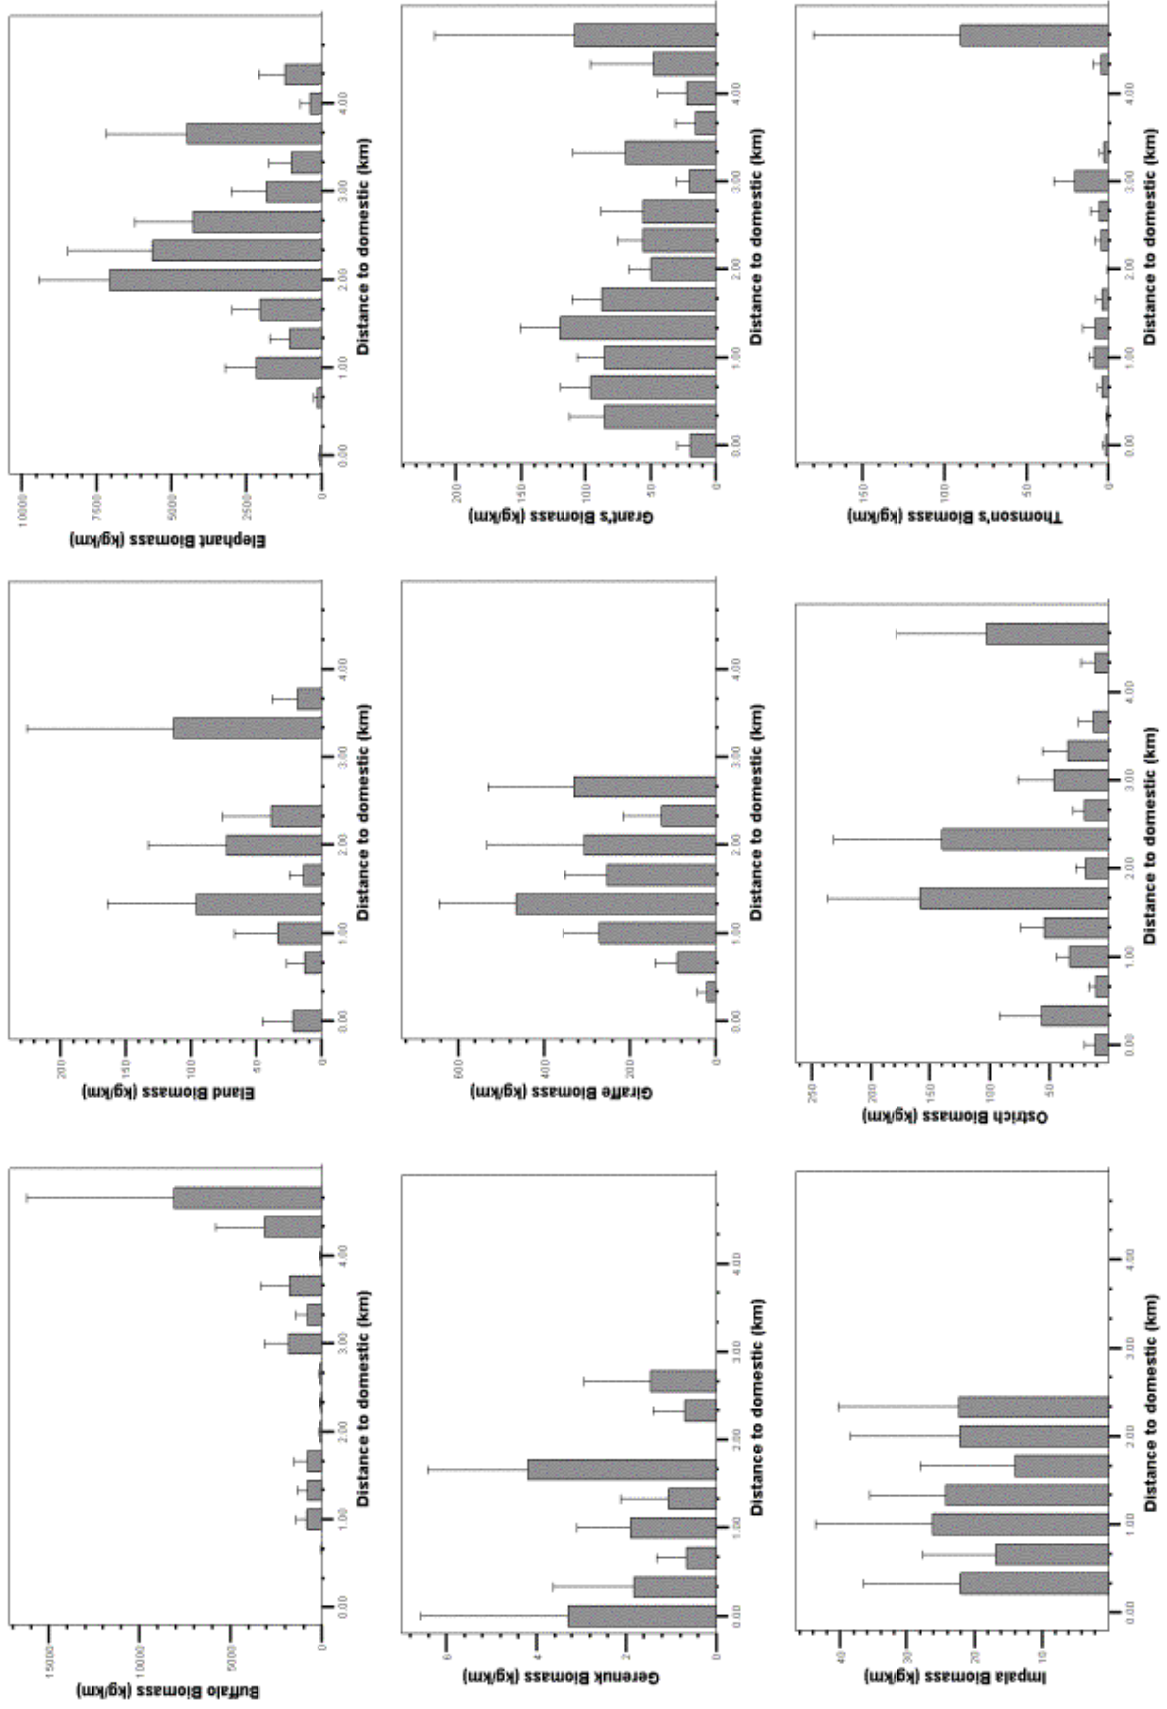 Buffalo Biomass (kg/km)
15000
10000
5000
0
0.00 1.00 2.00 3.00 4.00
Distance to domestic (km)
Eland Biomass (kg/km)
200
150
100
50
0
0.00 1.00 2.00 3.00 4.00
Distance to domestic (km)
Elephant Biomass (kg/km)
10000
7500
5000
2500
0
0.00 1.00 2.00 3.00 4.00
Distance to domestic (km)
Gerenuk Biomass (kg/km)
6
4
2
0
0.00 1.00 2.00 3.00 4.00
Distance to domestic (km)
Giraffe Biomass (kg/km)
600
400
200
0
0.00 1.00 2.00 3.00 4.00
Distance to domestic (km)
Grant's Biomass (kg/km)
200
150
100
50
0
0.00 1.00 2.00 3.00 4.00
Distance to domestic (km)
Impala Biomass (kg/km)
40
30
20
10
0.00 1.00 2.00 3.00 4.00
Distance to domestic (km)
Ostrich Biomass (kg/km)
250
200
150
100
50
0.00 1.00 2.00 3.00 4.00
Distance to domestic (km)
Thomson's Biomass (kg/km)
150
100
50
0
0.00 1.00 2.00 3.00 4.00
Distance to domestic (km)